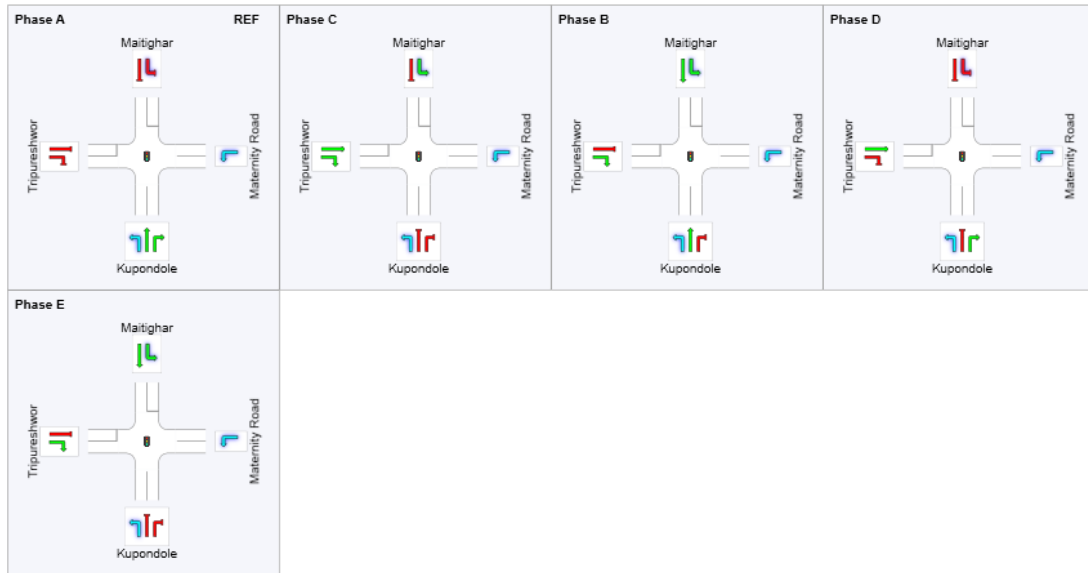 Phase A REF
Maitighar
Tripureshwor
Maternity Road
Kupondole
Phase C
Maitighar
Tripureshwor
Maternity Road
Kupondole
Phase B
Maitighar
Tripureshwor
Maternity Road
Kupondole
Phase D
Maitighar
Tripureshwor
Maternity Road
Kupondole
Phase E
Maitighar
Tripureshwor
Maternity Road
Kupondole